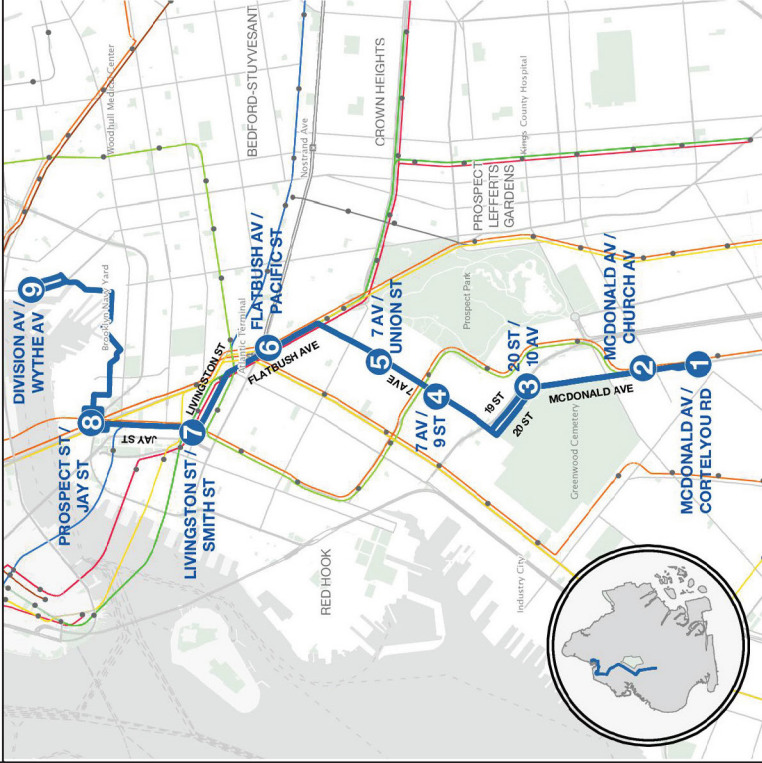 Woodhull Medical Center
BEDFORD-STUYVESANT
Nostrand Ave
CROWN HEIGHTS
Kings County Hospital
PROSPECT
LEFFERTS
GARDENS
9
DIVISION AV /
WYTHE AV
Brooklyn Navy Yard
8
PROSPECT ST /
JAY ST
JAY ST
7
LIVINGSTON ST /
SMITH ST
LIVINGSTON ST
Atlantic Terminal
6
FLATBUSH AV /
PACIFIC ST
FLATBUSH AVE
5
7 AV /
UNION ST
7 AVE
4
7 AV /
9 ST
Prospect Park
3
20 ST /
10 AV
19 ST
20 ST
MCDONALD AVE
2
MCDONALD AV /
CHURCH AV
1
MCDONALD AV /
CORTELYOU RD
Greenwood Cemetery
RED HOOK
Industry City